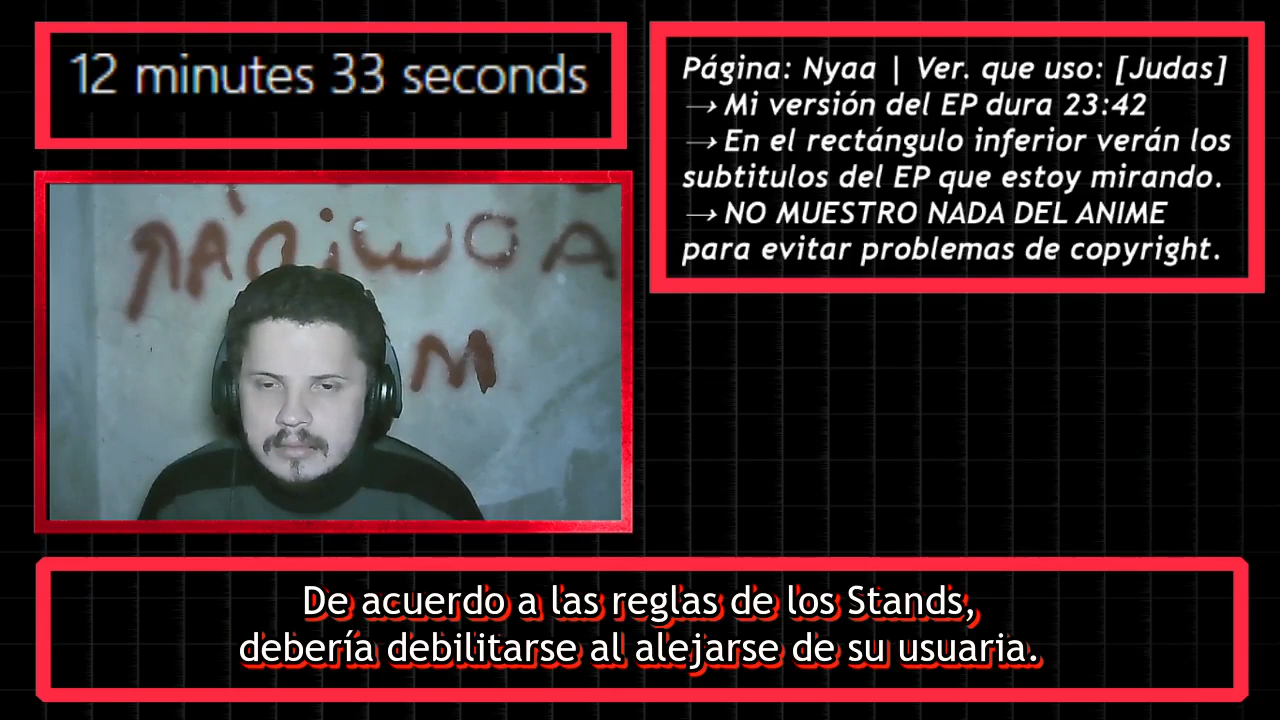 12 minutes 33 seconds
Página: Nyaa | Ver. que uso: [Judas]
→ Mi versión del EP dura 23:42
→ En el rectángulo inferior verán los
subtitulos del EP que estoy mirando.
→ NO MUESTRO NADA DEL ANIME
para evitar problemas de copyright.
M
De acuerdo a las reglas de los Stands,
debería debilitarse al alejarse de su usuaria.